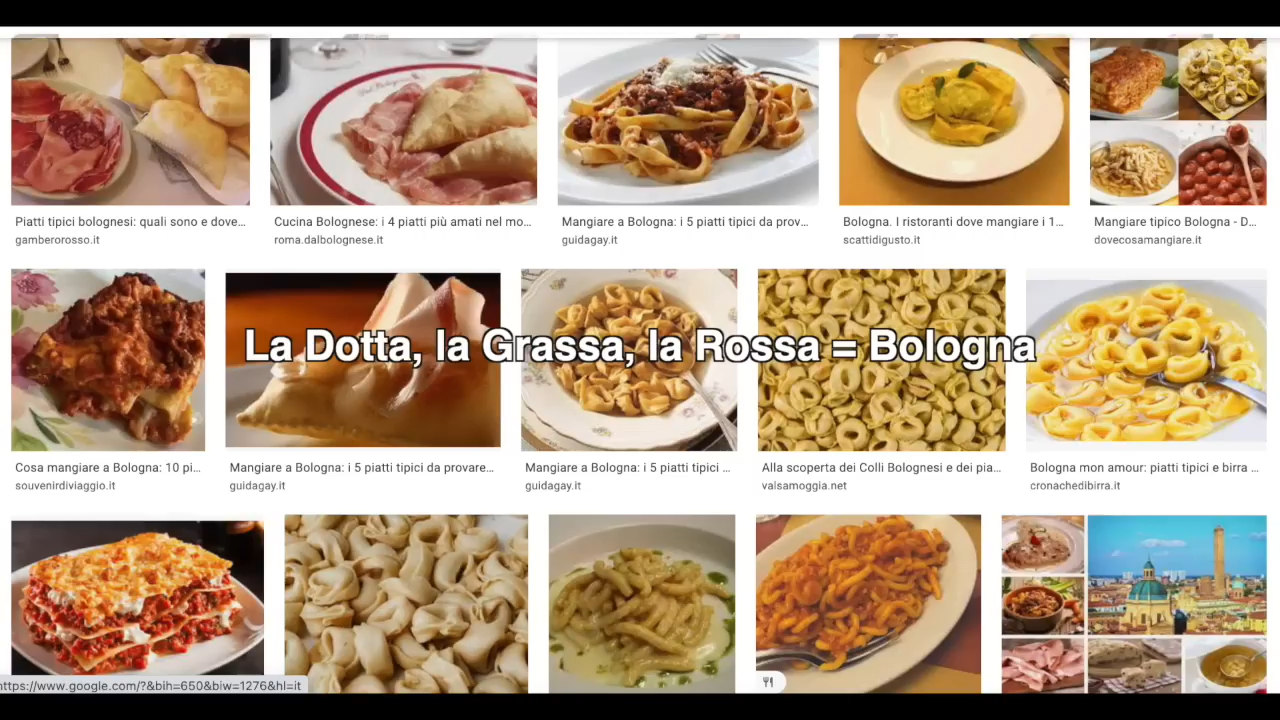 Piatti tipici bolognesi: quali sono e dove…
gamberorosso.it
Cucina Bolognese: i 4 piatti più amati nel mo…
roma.dalbolognese.it
Mangiare a Bologna: i 5 piatti tipici da prov…
guidagay.it
Bologna. I ristoranti dove mangiare i 1…
scattidigusto.it
Mangiare tipico Bologna - D…
dovecosamangiare.it
La Dotta, la Grassa, la Rossa = Bologna
Cosa mangiare a Bologna: 10 pi…
souvenirdiviaggio.it
Mangiare a Bologna: i 5 piatti tipici da provare…
guidagay.it
Mangiare a Bologna: i 5 piatti tipici …
guidagay.it
Alla scoperta dei Colli Bolognesi e dei pia…
valsamoggia.net
Bologna mon amour: piatti tipici e birra …
cronachedibirra.it
https://www.google.com/?&bih=650&biw=1276&hl=it